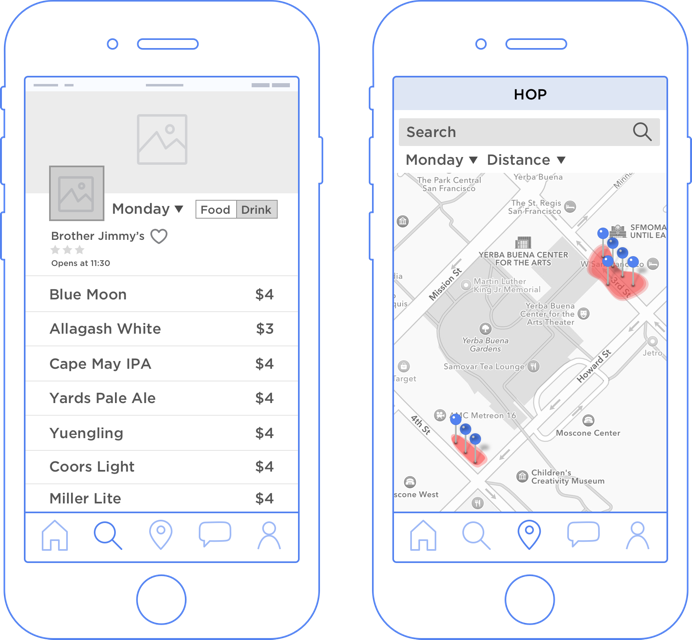 Monday ▼
Food
Drink
Brother Jimmy's
Opens at 11:30
Blue Moon $4
Allagash White $3
Cape May IPA $4
Yards Pale Ale $4
Yuengling $4
Coors Light $4
Miller Lite $4
HOP
Search
Monday ▼ Distance ▼
The Park Central
San Francisco
Yerba Buena
Minn
The St. Regis
San Francisco
SFMOMA
UNTIL EA
YERBA BUENA CENTER
FOR THE ARTS
Mission St
Martin Luther
King Jr Memorial
3rd St
Yerba Buena
Center for the
Arts Theater
Yerba Buena
Gardens
Howard St
Jetro
Target
Samovar Tea Lounge
AMC Metreon 16
4th St
Moscone Center
Children's
Creativity Museum
scone West